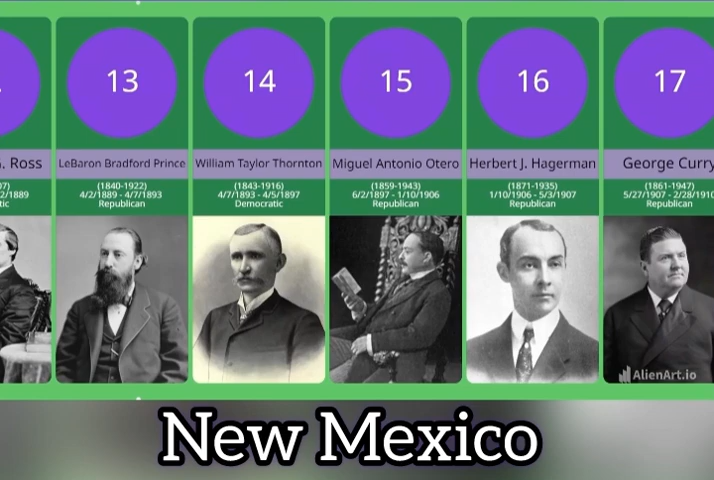 13
14
15
16
17
G. Ross
LeBaron Bradford Prince
William Taylor Thornton
Miguel Antonio Otero
Herbert J. Hagerman
George Curry
(1840-1922)
4/2/1889 - 4/7/1893
Republican
(1843-1916)
4/7/1893 - 4/5/1897
Democratic
(1859-1943)
6/2/1897 - 1/10/1906
Republican
(1871-1935)
1/10/1906 - 5/3/1907
Republican
(1861-1947)
5/27/1907 - 2/28/1910
Republican
AlienArt.io
New Mexico